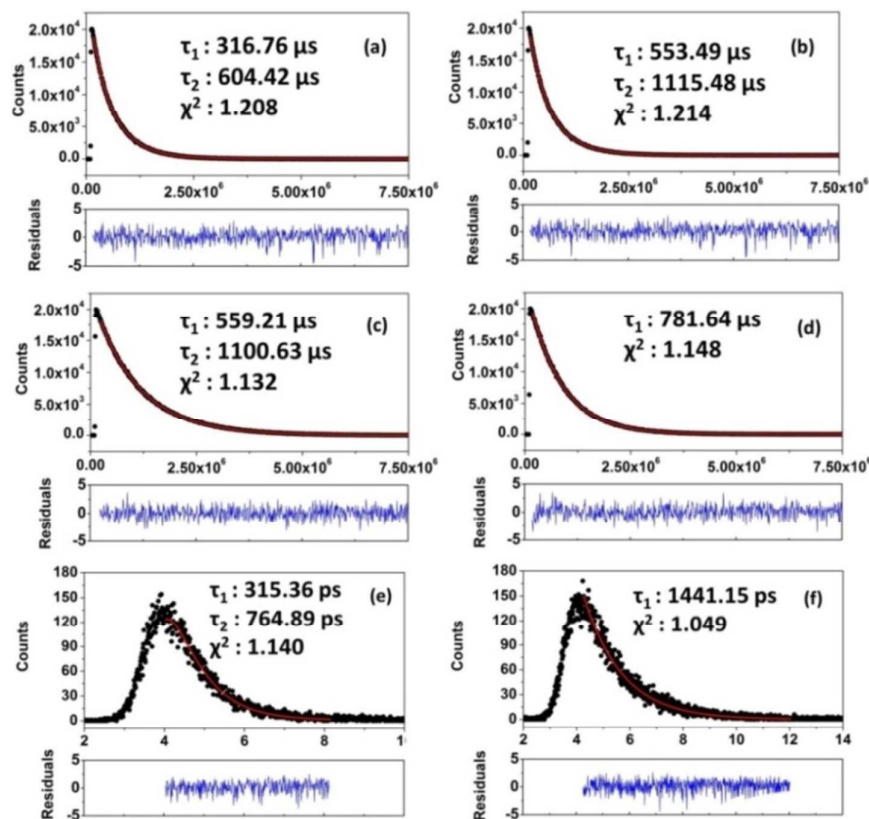 2.0x10⁴
1.5x10⁴
1.0x10⁴
5.0x10³
0.0
Counts
τ₁ : 316.76 μs
τ₂ : 604.42 μs
χ² : 1.208
(a)
0.00
2.50x10⁶
5.00x10⁶
7.50x10⁶
Residuals
5
0
-5
2.0x10⁴
1.5x10⁴
1.0x10⁴
5.0x10³
0.0
Counts
τ₁ : 553.49 μs
τ₂ : 1115.48 μs
χ² : 1.214
(b)
0.00
2.50x10⁶
5.00x10⁶
7.50x10⁶
Residuals
5
0
-5
2.0x10⁴
1.5x10⁴
1.0x10⁴
5.0x10³
0.0
Counts
τ₁ : 559.21 μs
τ₂ : 1100.63 μs
χ² : 1.132
(c)
0.00
2.50x10⁶
5.00x10⁶
7.50x10⁶
Residuals
5
0
-5
2.0x10⁴
1.5x10⁴
1.0x10⁴
5.0x10³
0.0
Counts
τ₁ : 781.64 μs
χ² : 1.148
(d)
0.00
2.50x10⁶
5.00x10⁶
7.50x10⁶
Residuals
5
0
-5
180
150
120
90
60
30
0
Counts
τ₁ : 315.36 ps
τ₂ : 764.89 ps
χ² : 1.140
(e)
2
4
6
8
Residuals
5
0
-5
180
150
120
90
60
30
0
Counts
τ₁ : 1441.15 ps
χ² : 1.049
(f)
2
4
6
8
10
12
14
Residuals
5
0
-5